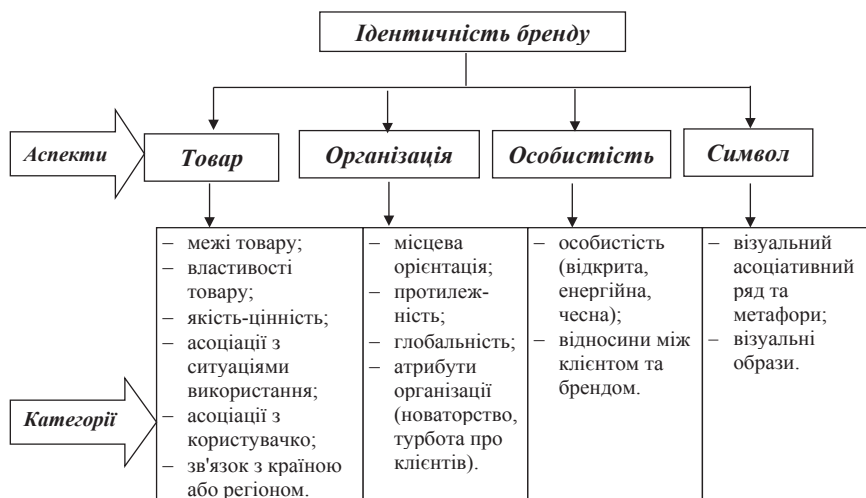 Ідентичність бренду
Аспекти
Товар
Організація
Особистість
Символ
Категорії
– межі товару;
– властивості
товару;
– якість-цінність;
– асоціації з
ситуаціями
використання;
– асоціації з
користувачко;
– зв'язок з країною
або регіоном.
– місцева
орієнтація;
– протилеж-
ність;
– глобальність;
– атрибути
організації
(новаторство,
турбота про
клієнтів).
– особистість
(відкрита,
енергійна,
чесна);
– відносини між
клієнтом та
брендом.
– візуальний
асоціативний
ряд та
метафори;
– візуальні
образи.